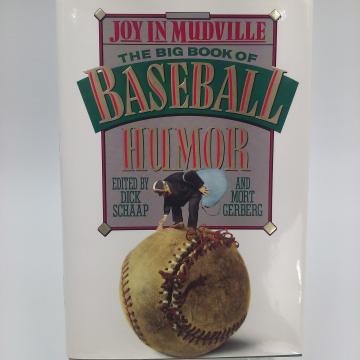 JOY IN MUDVILLE
THE BIG BOOK OF
BASEBALL
HUMOR
EDITED BY
DICK
SCHAAP
AND
MORT
GERBERG